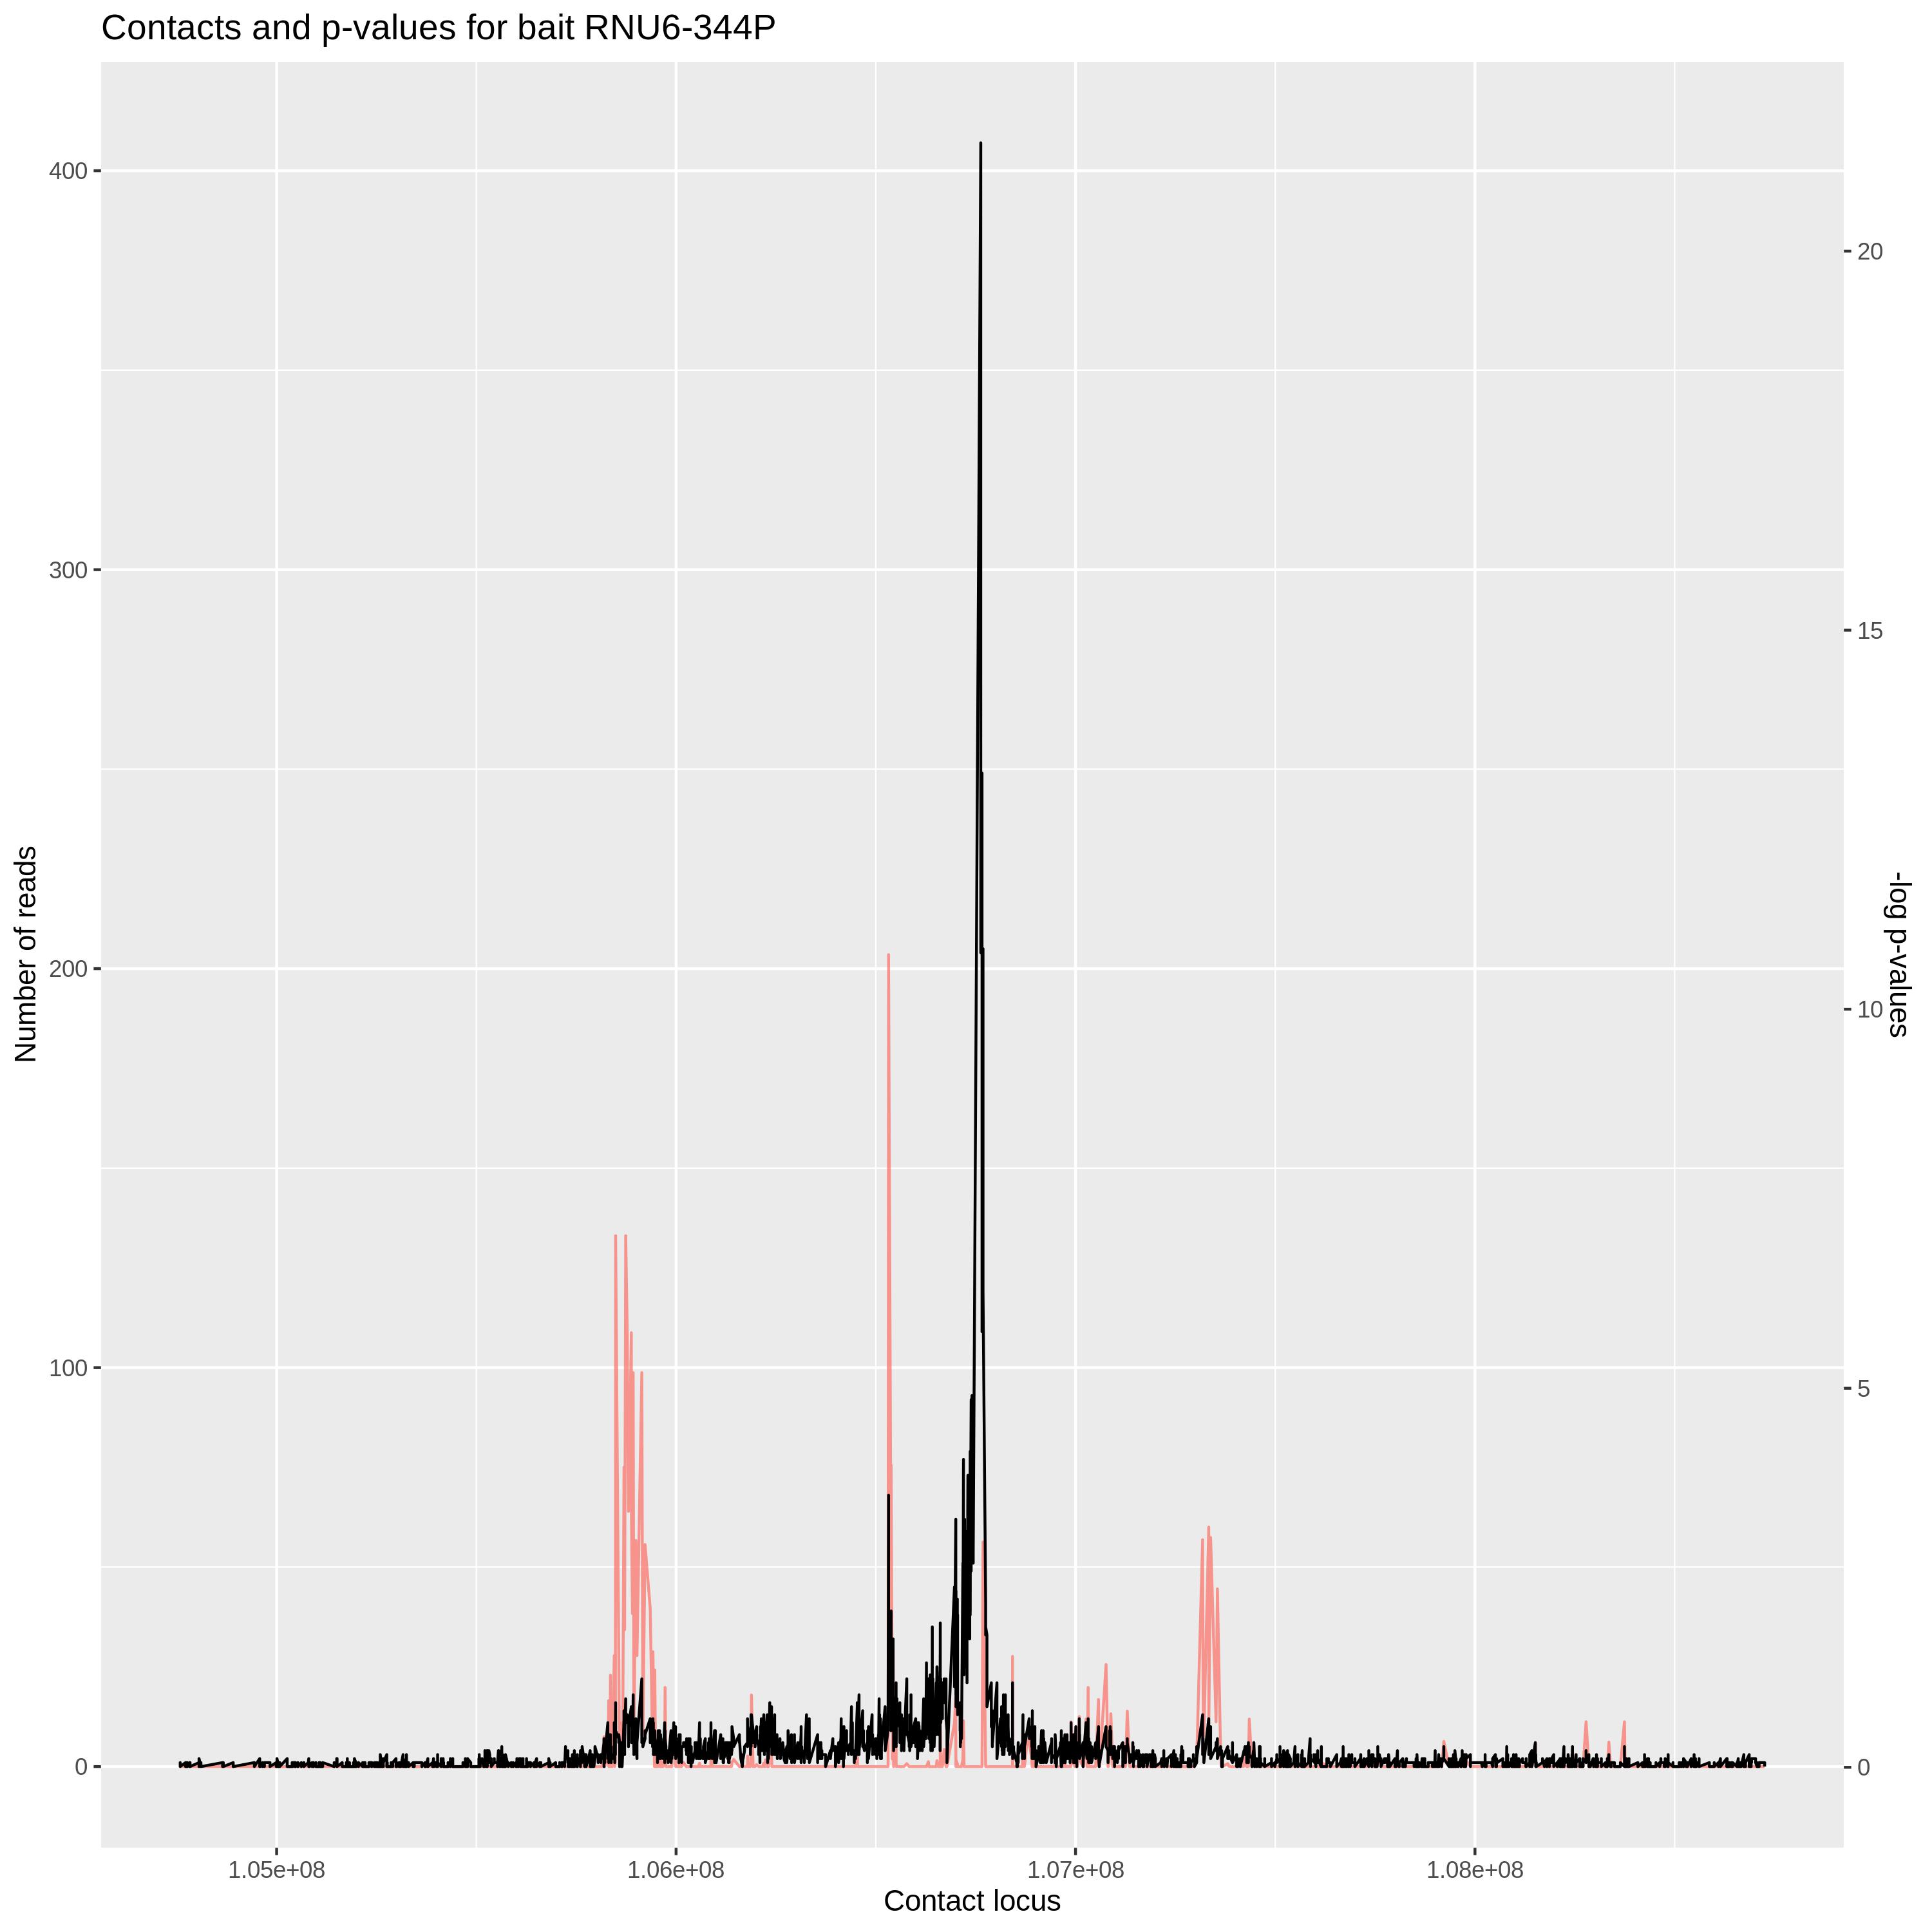 Contacts and p-values for bait RNU6-344P
400
300
200
100
0
20
15
10
5
0
Number of reads
-log p-values
1.05e+08 1.06e+08 1.07e+08 1.08e+08
Contact locus